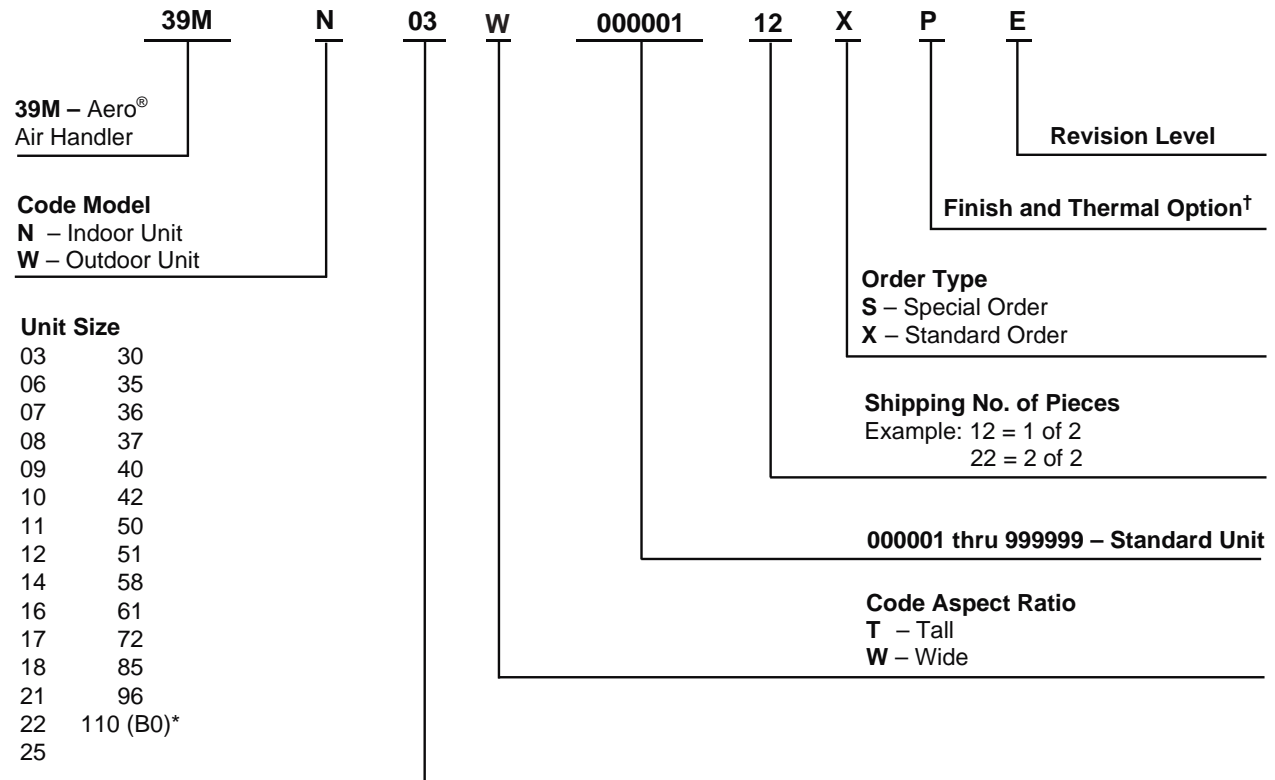 39M N 03 W 000001 12 X P E
39M – Aero®
Air Handler
Code Model
N – Indoor Unit
W – Outdoor Unit
Unit Size
03 30
06 35
07 36
08 37
09 40
10 42
11 50
12 51
14 58
16 61
17 72
18 85
21 96
22 110 (B0)*
25
Revision Level
Finish and Thermal Option†
Order Type
S – Special Order
X – Standard Order
Shipping No. of Pieces
Example: 12 = 1 of 2
22 = 2 of 2
000001 thru 999999 – Standard Unit
Code Aspect Ratio
T – Tall
W – Wide